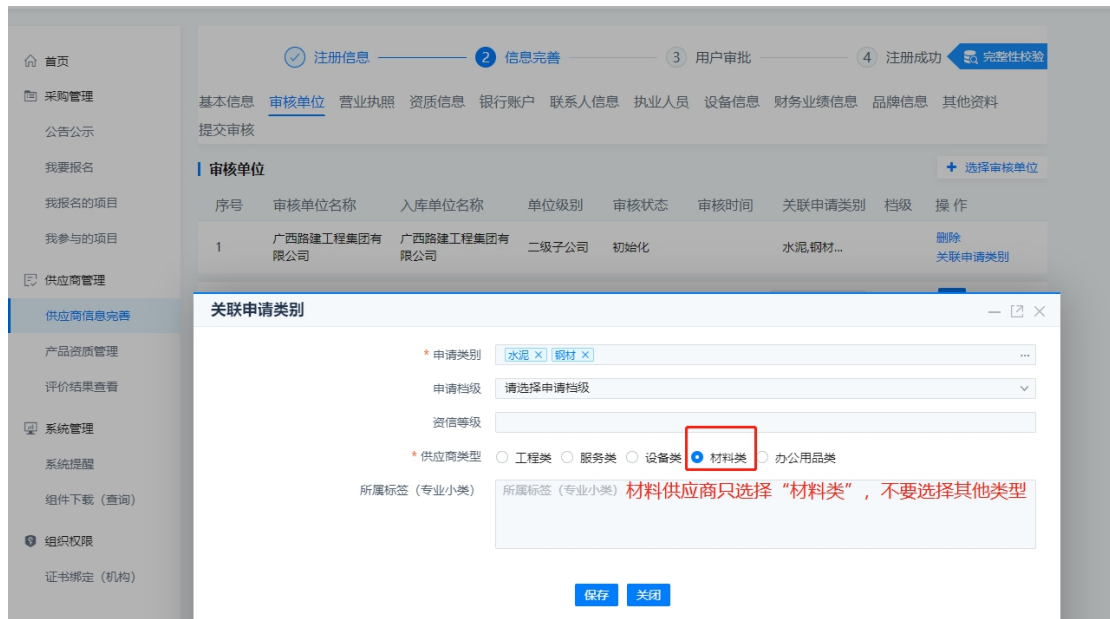 首页
采购管理
公告公示
我要报名
我报名的项目
我参与的项目
供应商管理
供应商信息完善
产品资质管理
评价结果查看
系统管理
系统提醒
组件下载（查询）
组织权限
证书绑定（机构）
注册信息 2 信息完善 3 用户审批 4 注册成功 完整性校验
基本信息 审核单位 营业执照 资质信息 银行账户 联系人信息 执业人员 设备信息 财务业绩信息 品牌信息 其他资料
提交审核
审核单位 + 选择审核单位
序号 审核单位名称 入库单位名称 单位级别 审核状态 审核时间 关联申请类别 档级 操作
1 广西路建工程集团有限公司 广西路建工程集团有限公司 二级子公司 初始化 水泥,钢材... 删除
关联申请类别
关联申请类别
* 申请类别 水泥 × 钢材 × ...
申请档级 请选择申请档级
资信等级
* 供应商类型 工程类 服务类 设备类 材料类 办公用品类
所属标签（专业小类） 所属标签（专业小类） 材料供应商只选择“材料类”，不要选择其他类型
保存 关闭